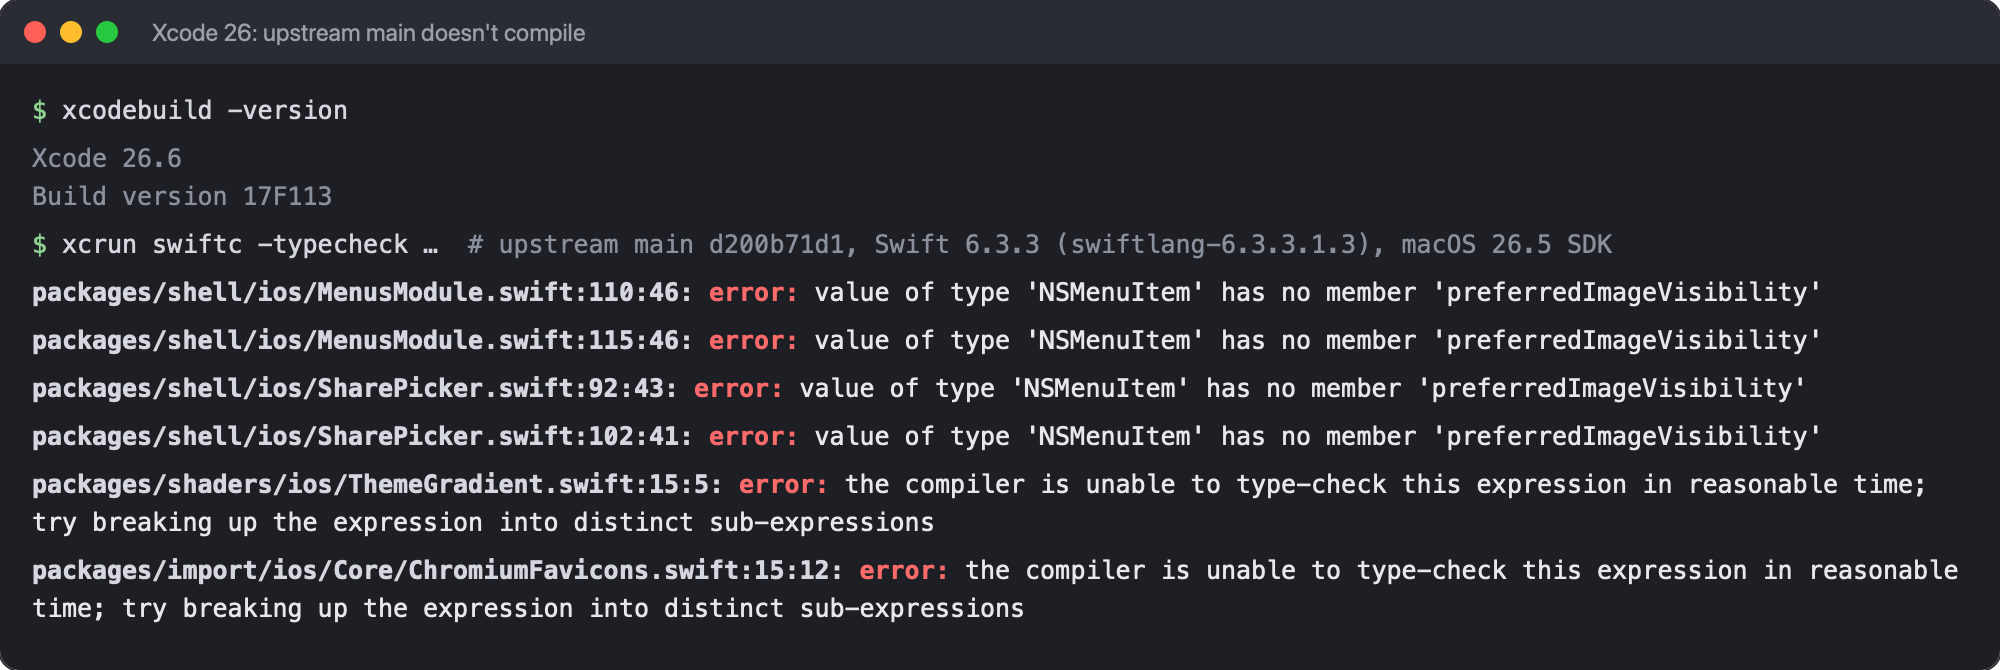 Xcode 26: upstream main doesn't compile
$ xcodebuild -version
Xcode 26.6
Build version 17F113
$ xcrun swiftc -typecheck …  # upstream main d200b71d1, Swift 6.3.3 (swiftlang-6.3.3.1.3), macOS 26.5 SDK
packages/shell/ios/MenusModule.swift:110:46: error: value of type 'NSMenuItem' has no member 'preferredImageVisibility'
packages/shell/ios/MenusModule.swift:115:46: error: value of type 'NSMenuItem' has no member 'preferredImageVisibility'
packages/shell/ios/SharePicker.swift:92:43: error: value of type 'NSMenuItem' has no member 'preferredImageVisibility'
packages/shell/ios/SharePicker.swift:102:41: error: value of type 'NSMenuItem' has no member 'preferredImageVisibility'
packages/shaders/ios/ThemeGradient.swift:15:5: error: the compiler is unable to type-check this expression in reasonable time;
try breaking up the expression into distinct sub-expressions
packages/import/ios/Core/ChromiumFavicons.swift:15:12: error: the compiler is unable to type-check this expression in reasonable
time; try breaking up the expression into distinct sub-expressions